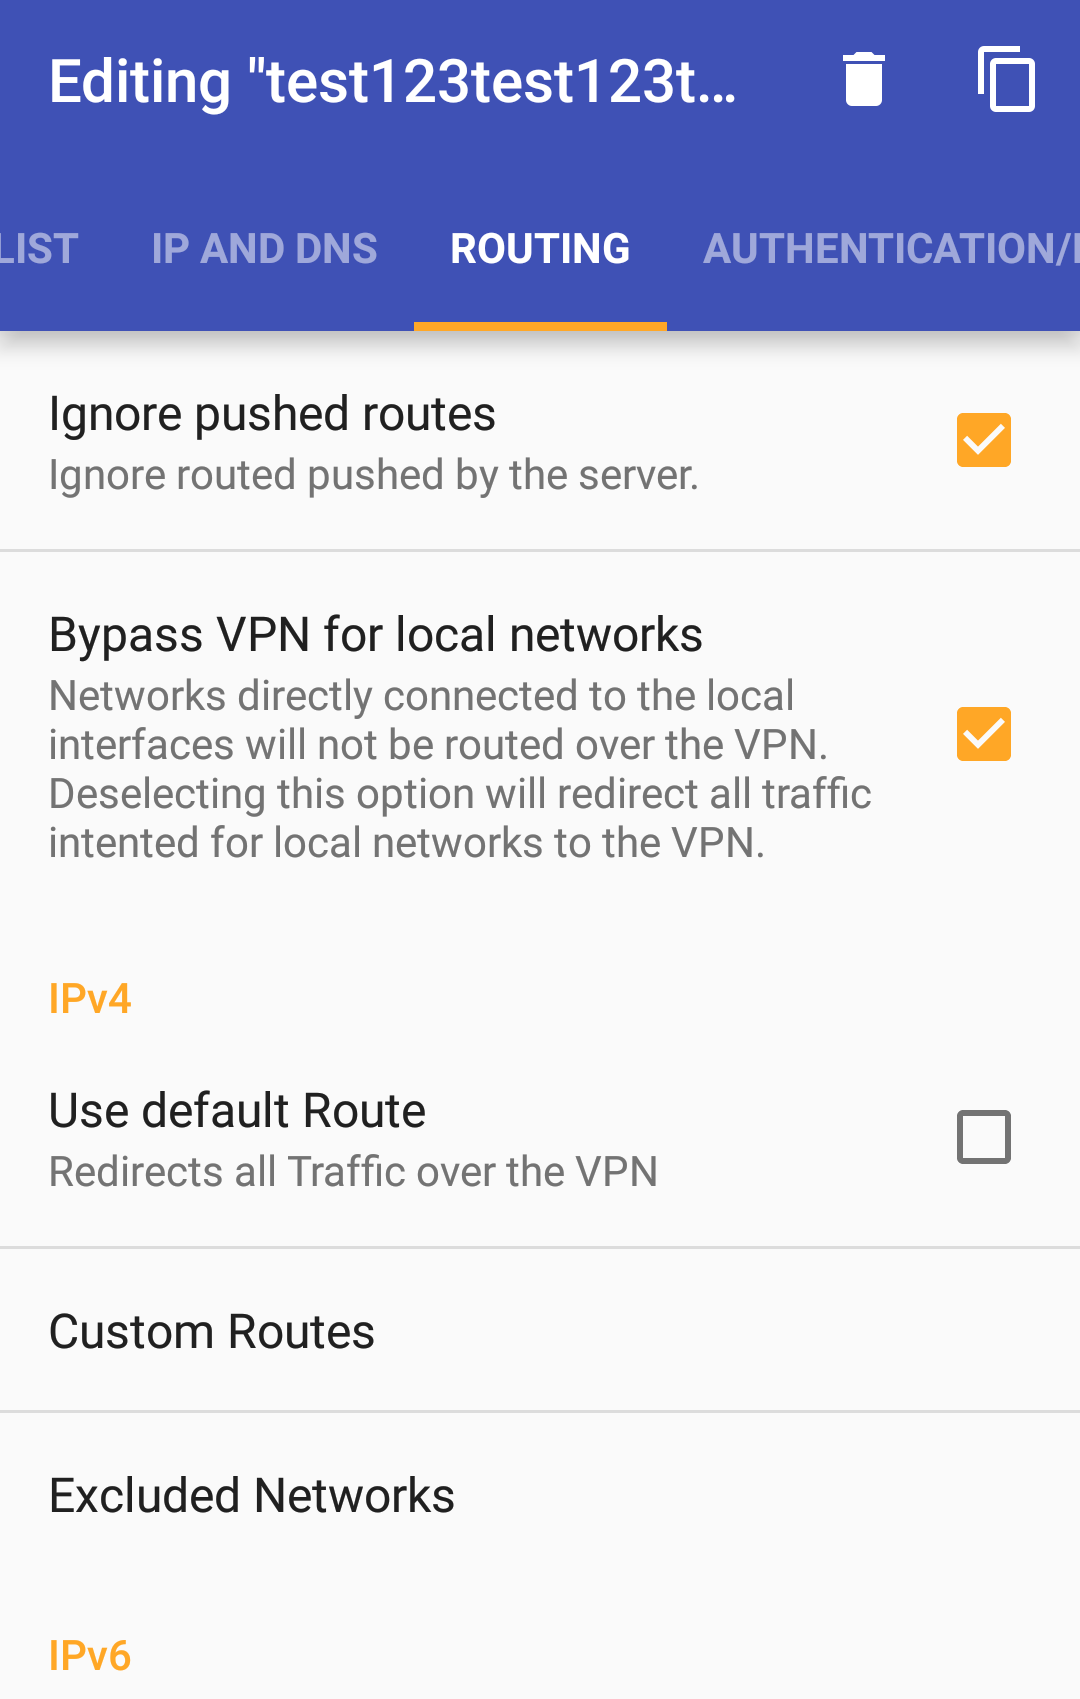 Editing "test123test123t...
LIST IP AND DNS ROUTING AUTHENTICATION/
Ignore pushed routes
Ignore routed pushed by the server.
Bypass VPN for local networks
Networks directly connected to the local
interfaces will not be routed over the VPN.
Deselecting this option will redirect all traffic
intented for local networks to the VPN.
IPv4
Use default Route
Redirects all Traffic over the VPN
Custom Routes
Excluded Networks
IPv6